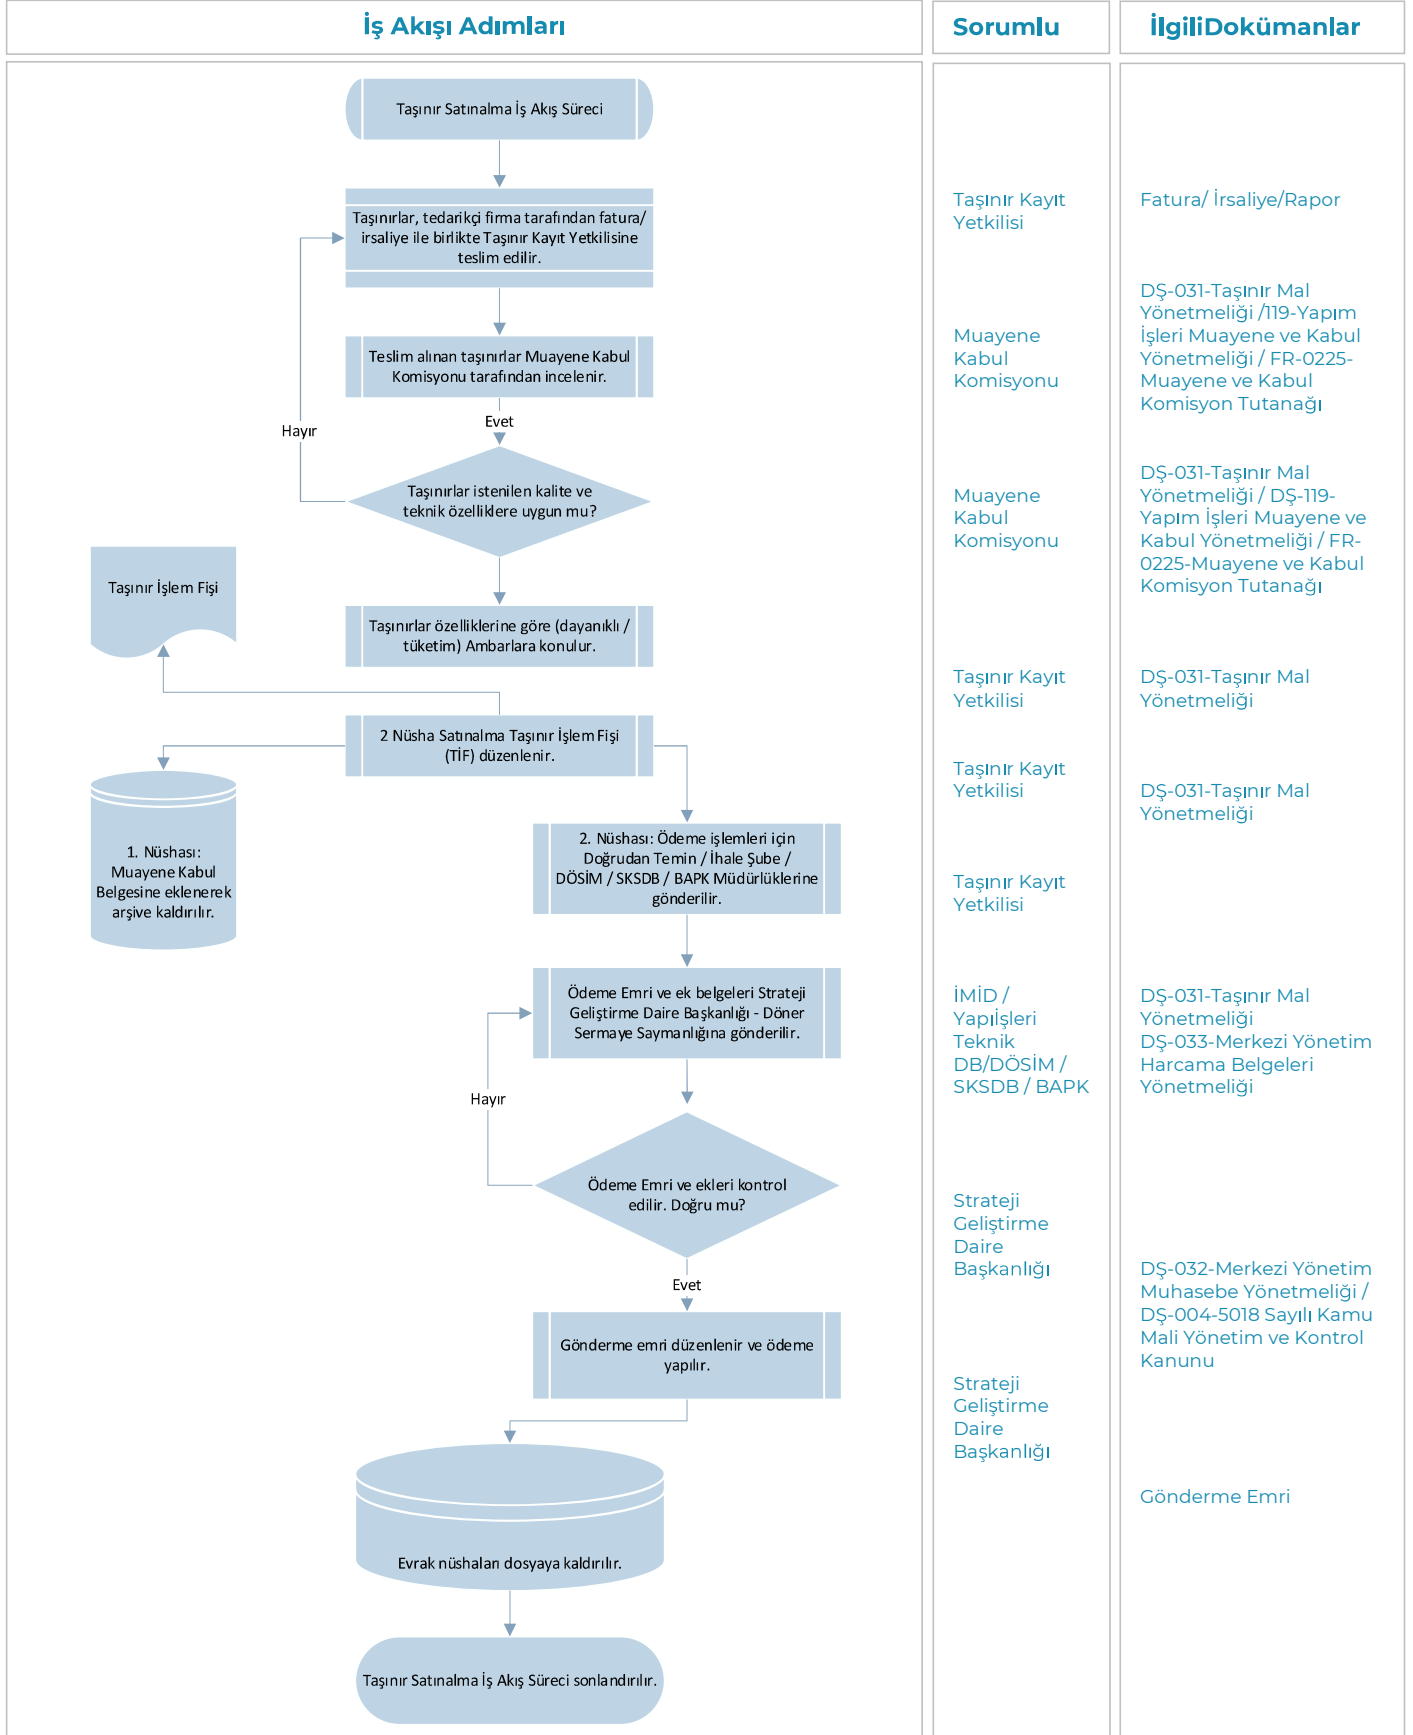 İş Akışı Adımları
Sorumlu
İlgiliDokümanlar
Taşınır Satınalma İş Akış Süreci
Taşınırlar, tedarikçi firma tarafından fatura/
irsaliye ile birlikte Taşınır Kayıt Yetkilisine
teslim edilir.
Teslim alınan taşınırlar Muayene Kabul
Komisyonu tarafından incelenir.
Evet
Hayır
Taşınırlar istenilen kalite ve
teknik özelliklere uygun mu?
Taşınır İşlem Fişi
Taşınırlar özelliklerine göre (dayanıklı /
tüketim) Ambarlara konulur.
2 Nüsha Satınalma Taşınır İşlem Fişi
(TİF) düzenlenir.
1. Nüshası:
Muayene Kabul
Belgesine eklenerek
arşive kaldırılır.
2. Nüshası: Ödeme işlemleri için
Doğrudan Temin / İhale Şube /
DÖSİM / SKSDB / BAPK Müdürlüklerine
gönderilir.
Ödeme Emri ve ek belgeleri Strateji
Geliştirme Daire Başkanlığı - Döner
Sermaye Saymanlığına gönderilir.
Hayır
Ödeme Emri ve ekleri kontrol
edilir. Doğru mu?
Evet
Gönderme emri düzenlenir ve ödeme
yapılır.
Evrak nüshaları dosyaya kaldırılır.
Taşınır Satınalma İş Akış Süreci sonlandırılır.
Taşınır Kayıt
Yetkilisi
Muayene
Kabul
Komisyonu
Muayene
Kabul
Komisyonu
Taşınır Kayıt
Yetkilisi
Taşınır Kayıt
Yetkilisi
Taşınır Kayıt
Yetkilisi
İMİD /
Yapıİşleri
Teknik
DB/DÖSİM /
SKSDB / BAPK
Strateji
Geliştirme
Daire
Başkanlığı
Strateji
Geliştirme
Daire
Başkanlığı
Fatura/ İrsaliye/Rapor
DŞ-031-Taşınır Mal
Yönetmeliği /119-Yapım
İşleri Muayene ve Kabul
Yönetmeliği / FR-0225-
Muayene ve Kabul
Komisyon Tutanağı
DŞ-031-Taşınır Mal
Yönetmeliği / DŞ-119-
Yapım İşleri Muayene ve
Kabul Yönetmeliği / FR-
0225-Muayene ve Kabul
Komisyon Tutanağı
DŞ-031-Taşınır Mal
Yönetmeliği
DŞ-031-Taşınır Mal
Yönetmeliği
DŞ-031-Taşınır Mal
Yönetmeliği
DŞ-033-Merkezi Yönetim
Harcama Belgeleri
Yönetmeliği
DŞ-032-Merkezi Yönetim
Muhasebe Yönetmeliği /
DŞ-004-5018 Sayılı Kamu
Mali Yönetim ve Kontrol
Kanunu
Gönderme Emri